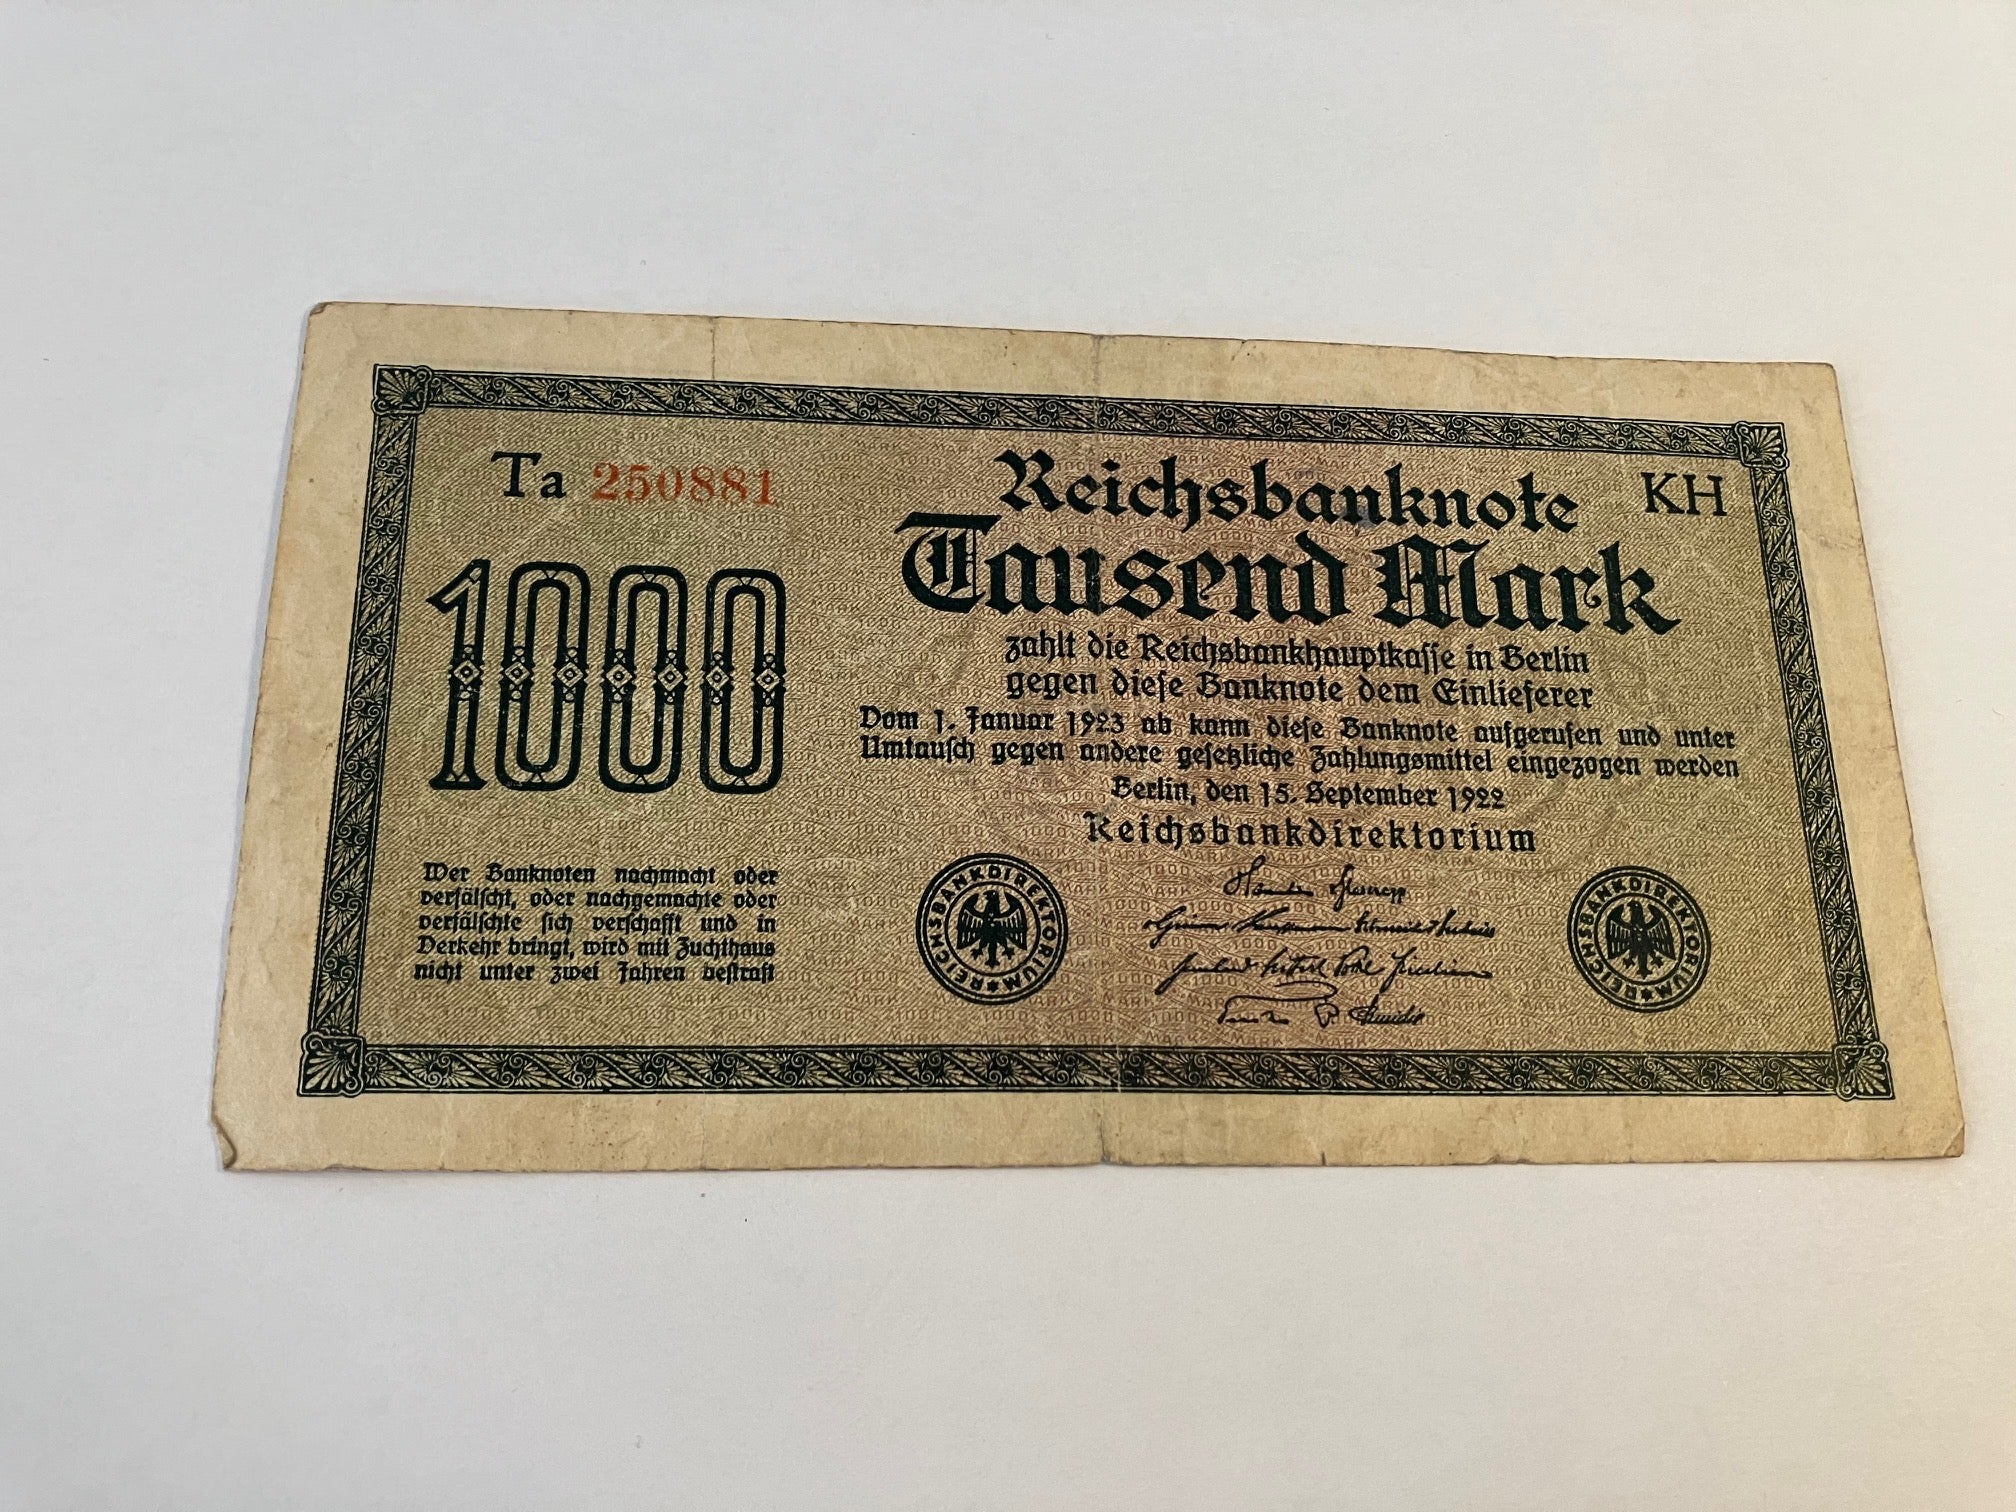 Ta 250881
Reichsbanknote
KH
Tausend Mark
1000
zahlt die Reichsbankhauptkasse in Berlin
gegen diese Banknote dem Einlieferer
Vom 1. Januar 1923 ab kann diese Banknote aufgerufen und unter
Umtausch gegen andere gesetzliche Zahlungsmittel eingezogen werden
Berlin, den 15. September 1922
Reichsbankdirektorium
Wer Banknoten nachmacht oder
verfälscht, oder nachgemachte oder
verfälschte sich verschafft und in
Verkehr bringt, wird mit Zuchthaus
nicht unter zwei Jahren bestraft
REICHSBANKDIREKTORIUM
REICHSBANKDIREKTORIUM